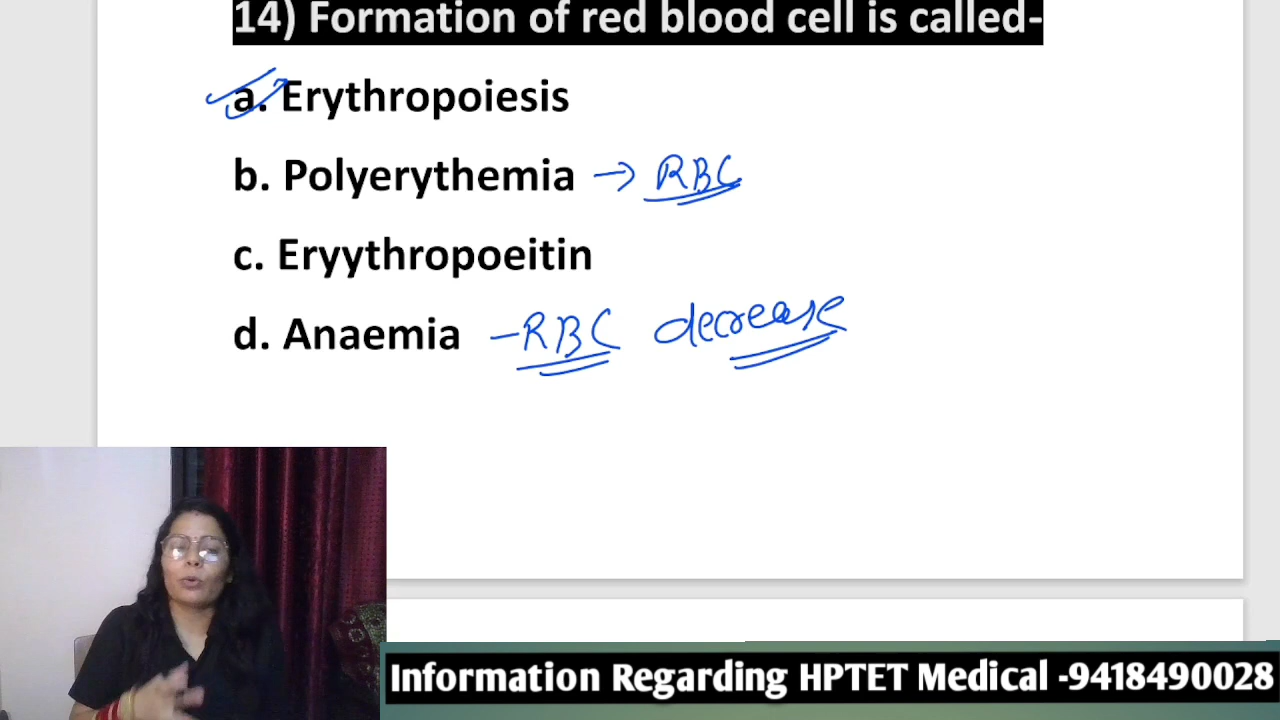 14) Formation of red blood cell is called-
a. Erythropoiesis
b. Polyerythemia → RBC
c. Eryythropoeitin
d. Anaemia - RBC decrease
Information Regarding HPTET Medical -9418490028